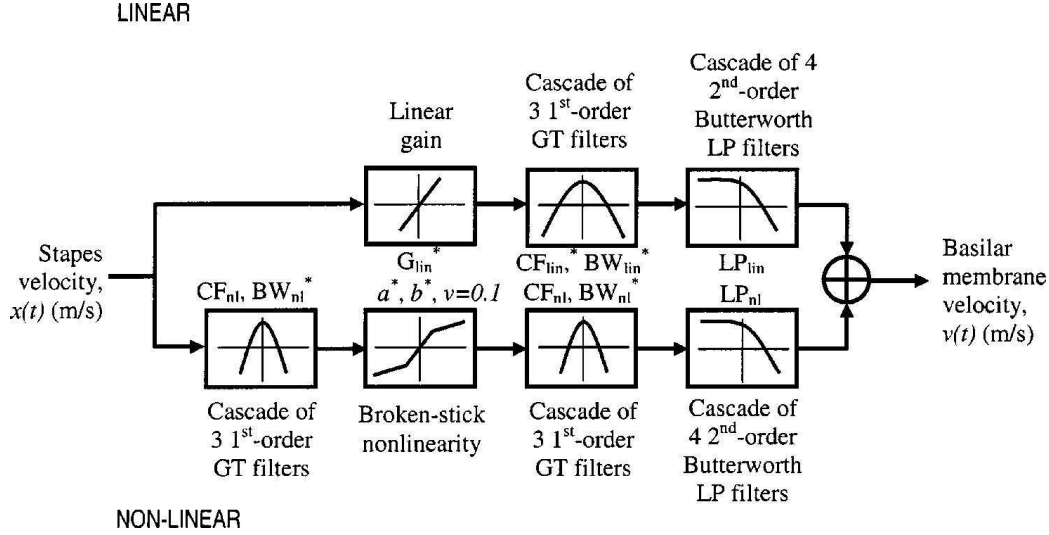 LINEAR
Linear
gain
Cascade of
3 1st-order
GT filters
Cascade of 4
2nd-order
Butterworth
LP filters
Stapes
velocity,
x(t) (m/s)
Glin*
CFlin,* BWlin*
LPlin
CFnl, BWnl*
a*, b*, v=0.1
CFnl, BWnl*
LPnl
Basilar
membrane
velocity,
v(t) (m/s)
Cascade of
3 1st-order
GT filters
Broken-stick
nonlinearity
Cascade of
3 1st-order
GT filters
Cascade of
4 2nd-order
Butterworth
LP filters
NON-LINEAR